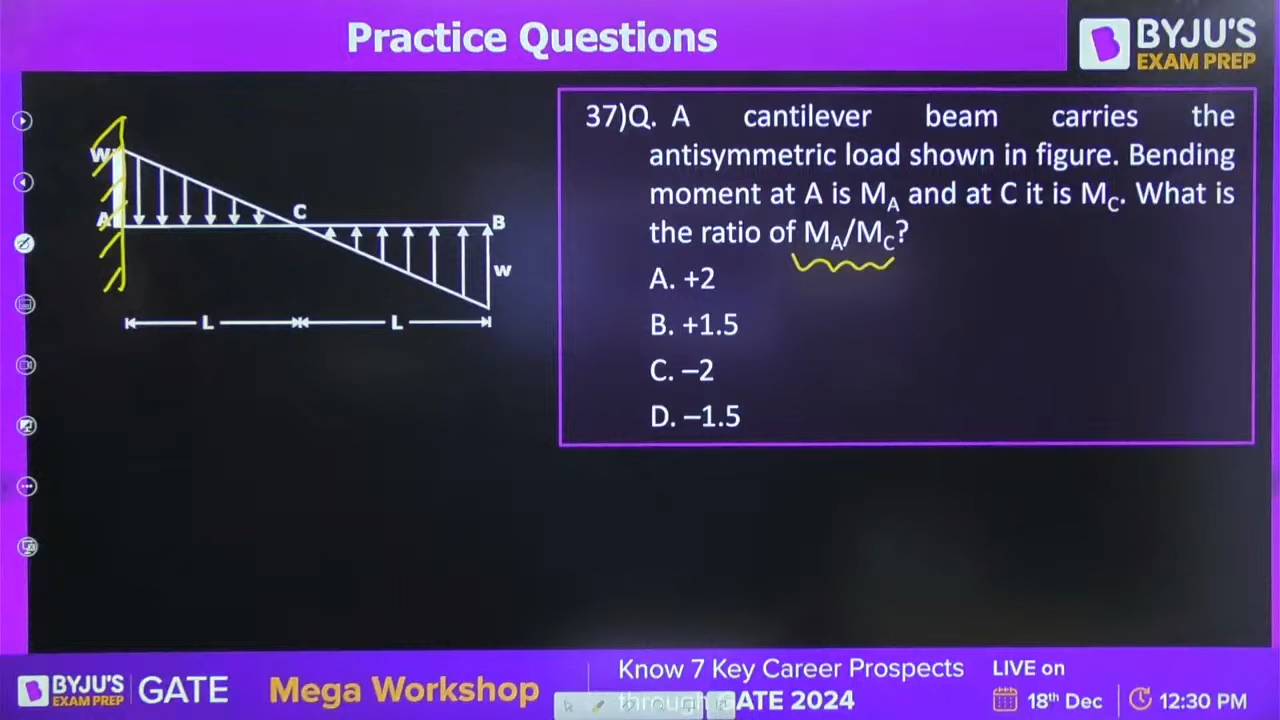 Practice Questions
BYJU'S
EXAM PREP
37)Q. A cantilever beam carries the
antisymmetric load shown in figure. Bending
moment at A is MA and at C it is MC. What is
the ratio of MA/MC?
A. +2
B. +1.5
C. –2
D. –1.5
W
A
C
B
w
L
L
BYJU'S
EXAM PREP
GATE
Mega Workshop
Know 7 Key Career Prospects
through GATE 2024
LIVE on
18th Dec
12:30 PM